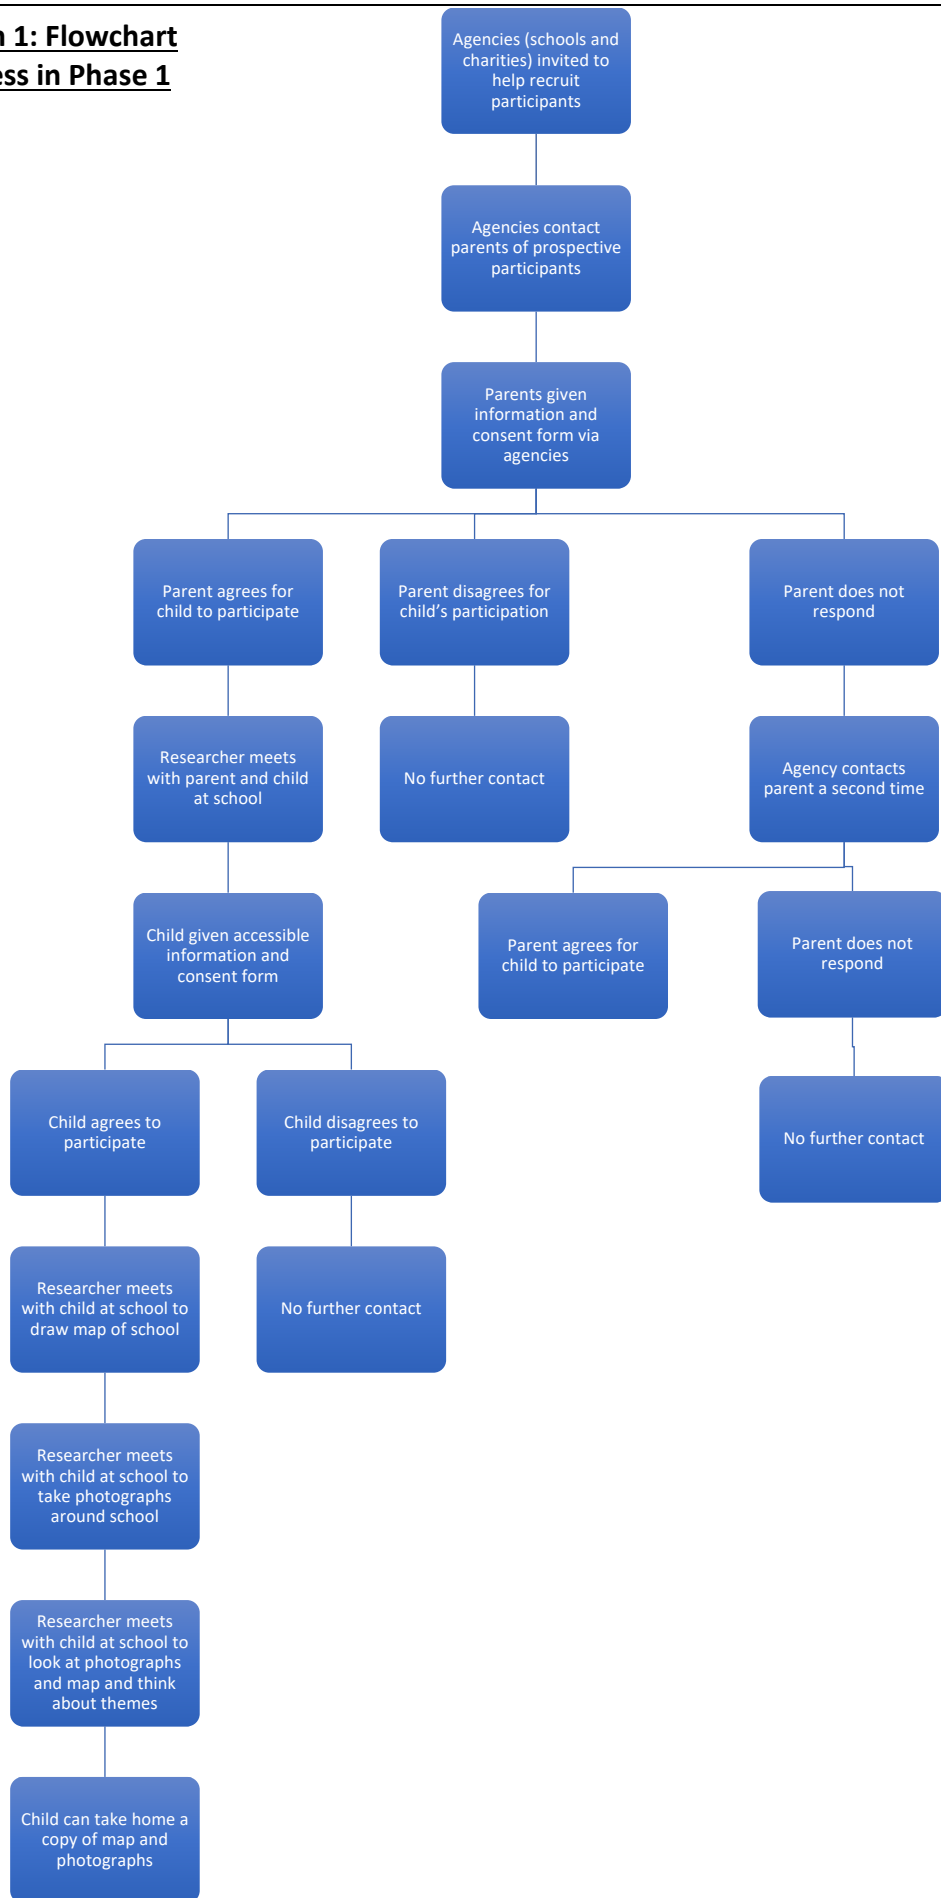 1: Flowchart
ess in Phase 1
Agencies (schools and
charities) invited to
help recruit
participants
Agencies contact
parents of prospective
participants
Parents given
information and
consent form via
agencies
Parent agrees for
child to participate
Parent disagrees for
child’s participation
Parent does not
respond
Researcher meets
with parent and child
at school
No further contact
Agency contacts
parent a second time
Child given accessible
information and
consent form
Parent agrees for
child to participate
Parent does not
respond
Child agrees to
participate
Child disagrees to
participate
No further contact
Researcher meets
with child at school to
draw map of school
No further contact
Researcher meets
with child at school to
take photographs
around school
Researcher meets
with child at school to
look at photographs
and map and think
about themes
Child can take home a
copy of map and
photographs